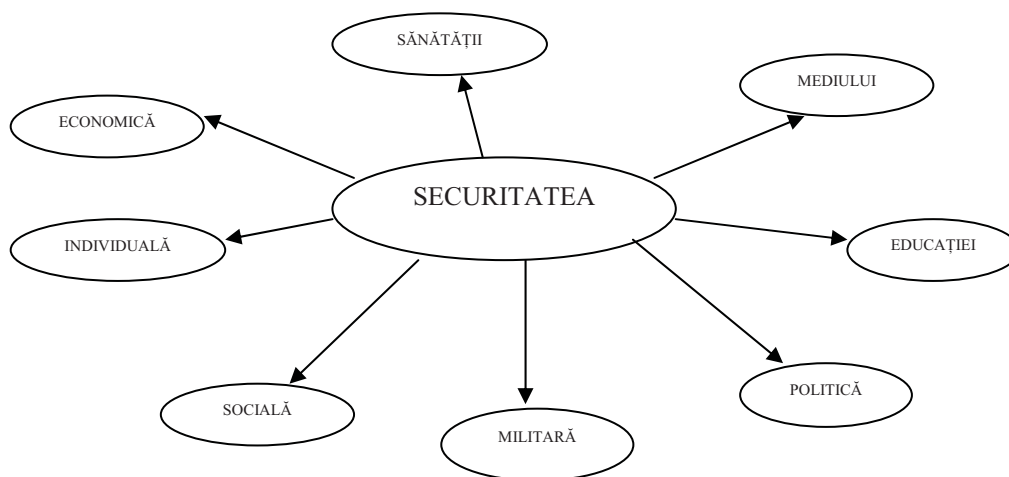 SĂNĂTĂȚII
MEDIULUI
ECONOMICĂ
SECURITATEA
INDIVIDUALĂ
EDUCAȚIEI
POLITICĂ
SOCIALĂ
MILITARĂ